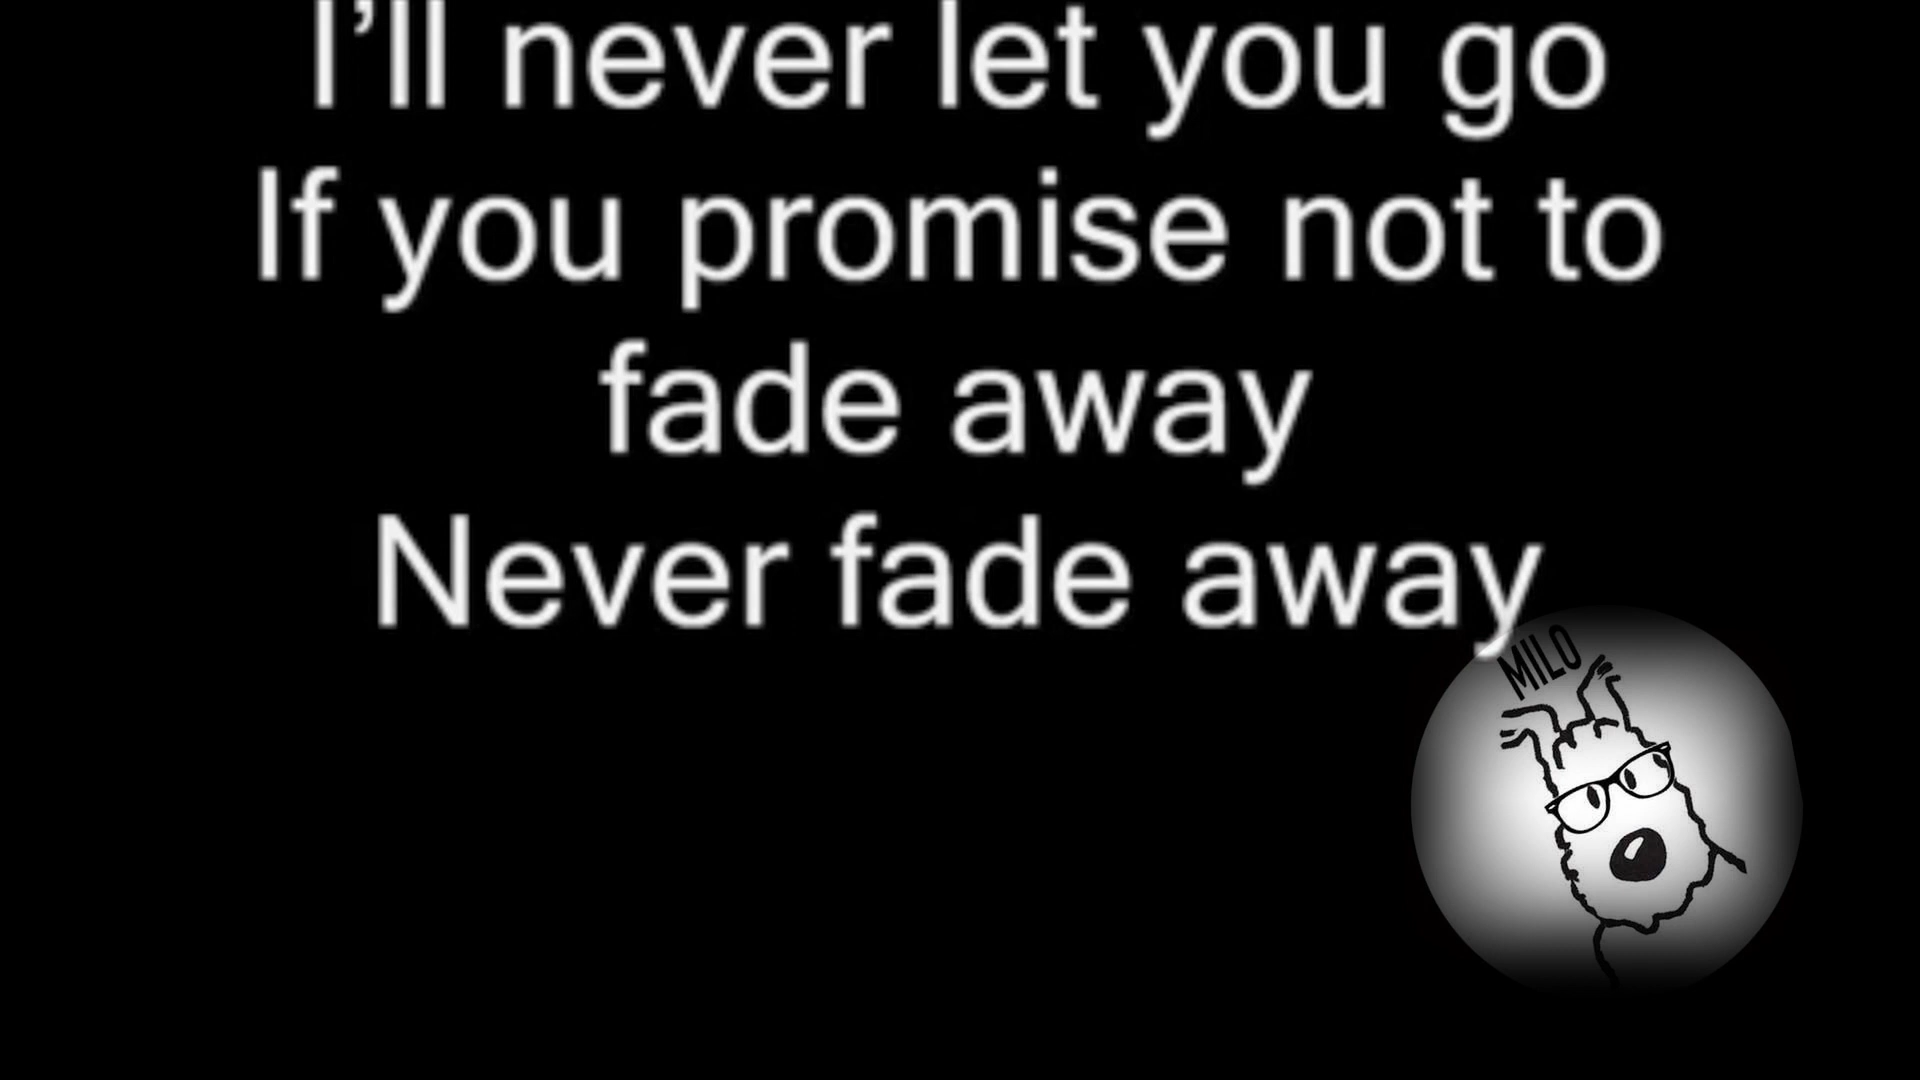 I’ll never let you go
If you promise not to
fade away
Never fade away
MILO